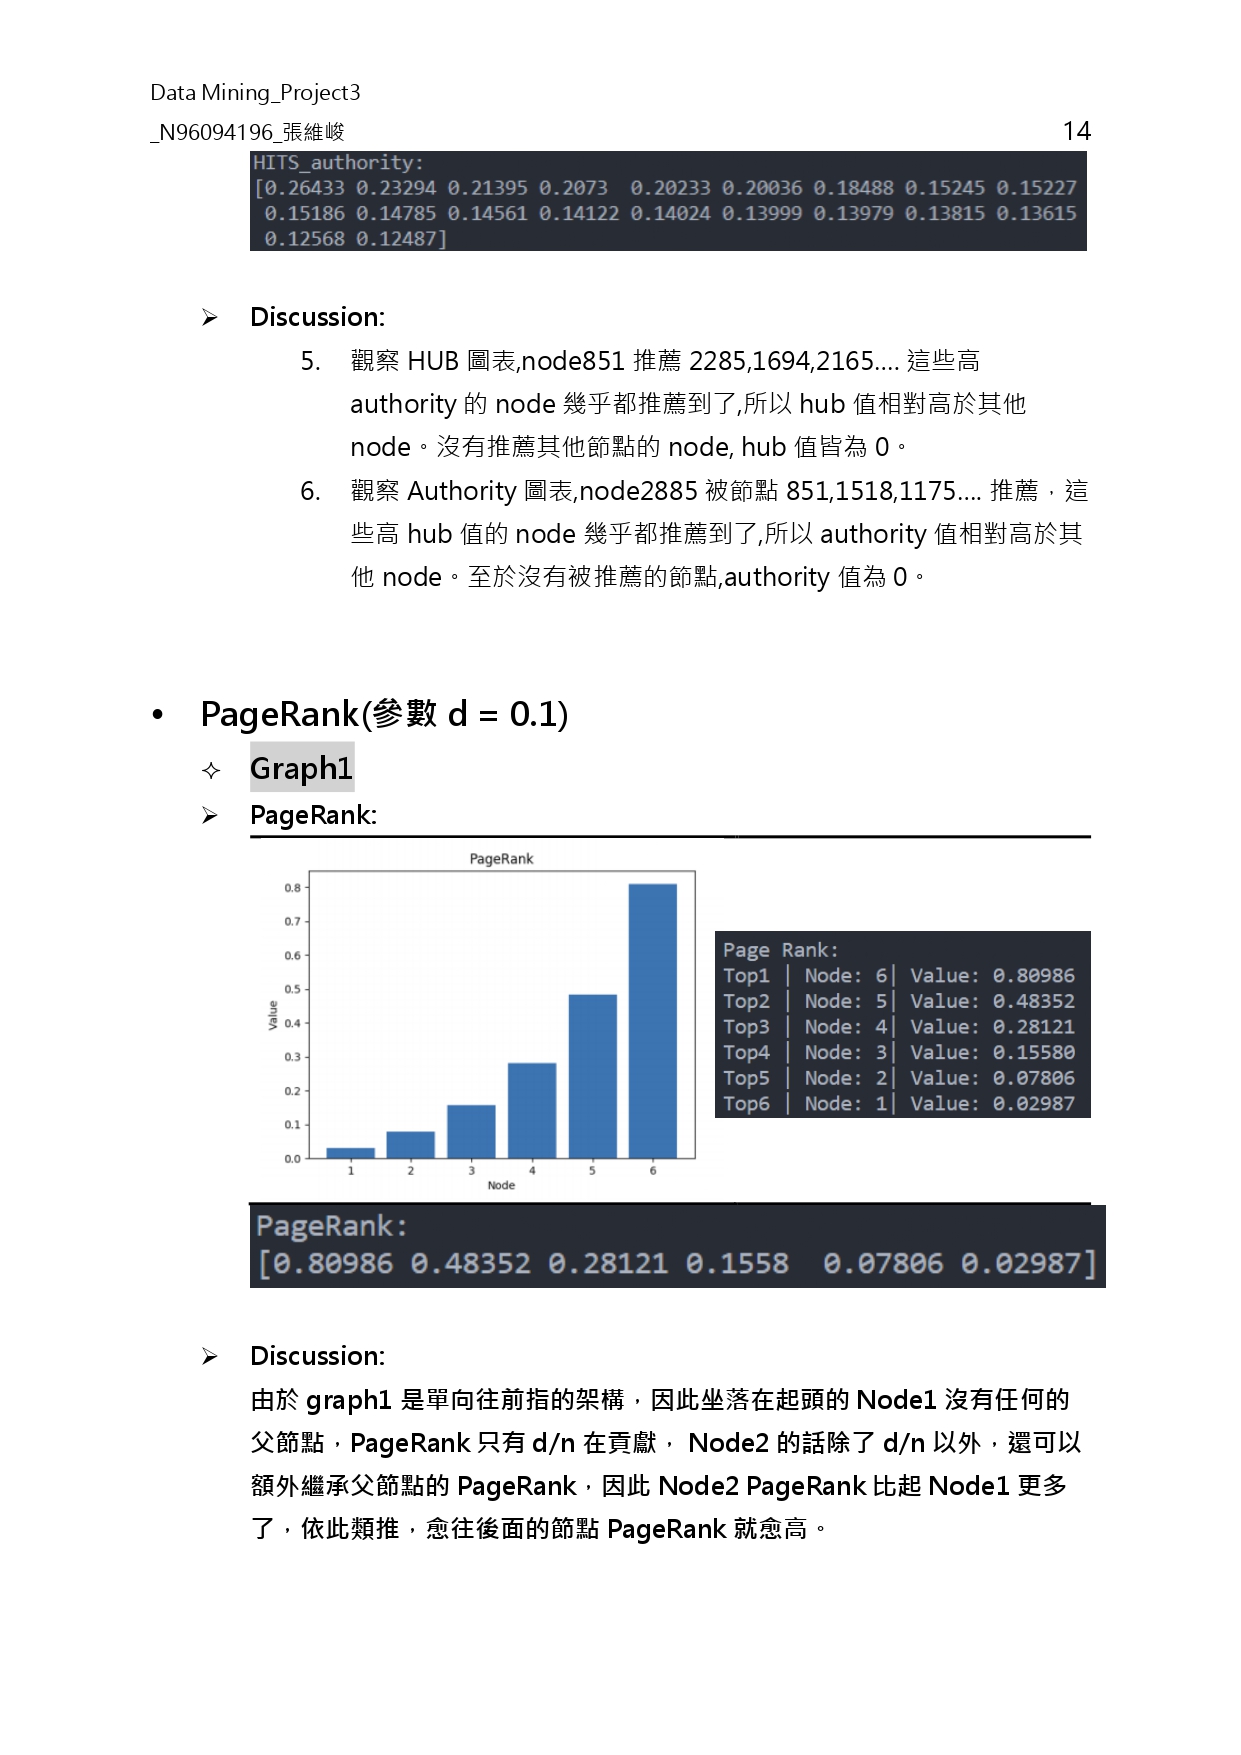 Data Mining_Project3
_N96094196_張維峻 14
HITS_authority:
[0.26433 0.23294 0.21395 0.2073  0.20233 0.20036 0.18488 0.15245 0.15227
0.15186 0.14785 0.14561 0.14122 0.14024 0.13999 0.13979 0.13815 0.13615
0.12568 0.12487]
➢ Discussion:
5. 觀察 HUB 圖表,node851 推薦 2285,1694,2165…. 這些高
authority 的 node 幾乎都推薦到了,所以 hub 值相對高於其他
node。沒有推薦其他節點的 node, hub 值皆為 0。
6. 觀察 Authority 圖表,node2885 被節點 851,1518,1175…. 推薦，這
些高 hub 值的 node 幾乎都推薦到了,所以 authority 值相對高於其
他 node。至於沒有被推薦的節點,authority 值為 0。
• PageRank(參數 d = 0.1)
✧ Graph1
➢ PageRank:
PageRank
0.8
0.7
0.6
0.5
0.4
0.3
0.2
0.1
0.0
Value
1 2 3 4 5 6
Node
Page Rank:
Top1 | Node: 6| Value: 0.80986
Top2 | Node: 5| Value: 0.48352
Top3 | Node: 4| Value: 0.28121
Top4 | Node: 3| Value: 0.15580
Top5 | Node: 2| Value: 0.07806
Top6 | Node: 1| Value: 0.02987
PageRank:
[0.80986 0.48352 0.28121 0.1558  0.07806 0.02987]
➢ Discussion:
由於 graph1 是單向往前指的架構，因此坐落在起頭的 Node1 沒有任何的
父節點，PageRank 只有 d/n 在貢獻， Node2 的話除了 d/n 以外，還可以
額外繼承父節點的 PageRank，因此 Node2 PageRank 比起 Node1 更多
了，依此類推，愈往後面的節點 PageRank 就愈高。